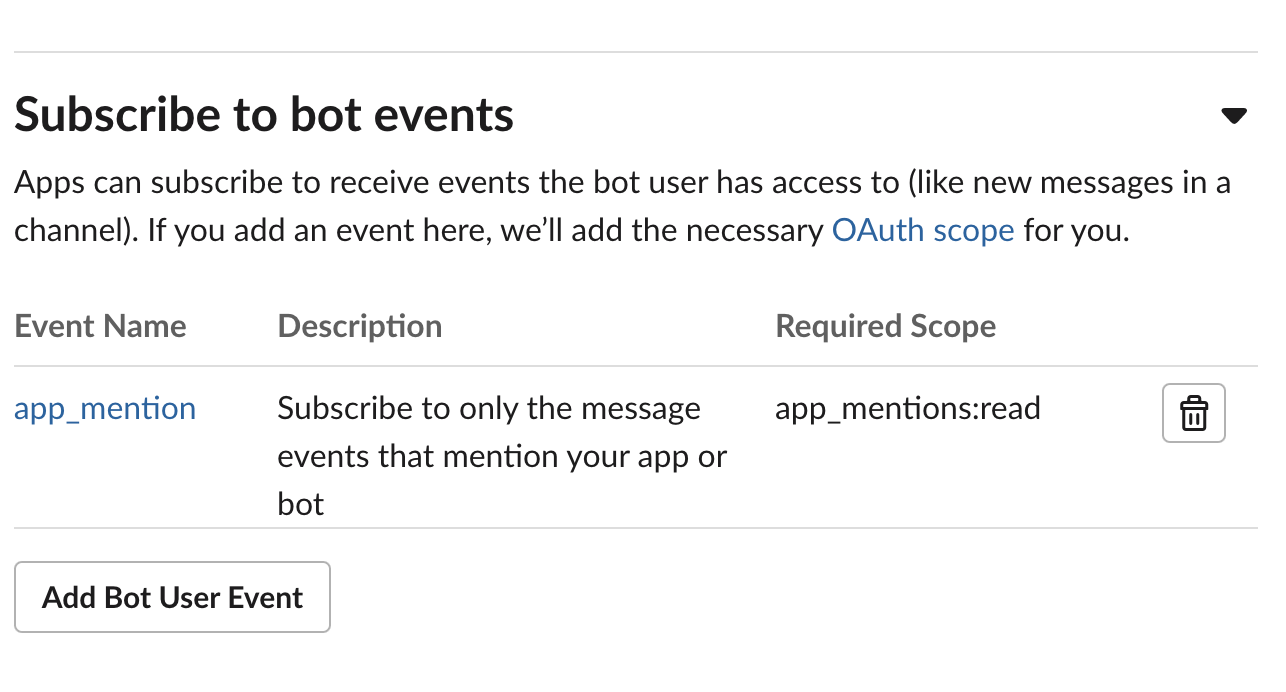 Subscribe to bot events
Apps can subscribe to receive events the bot user has access to (like new messages in a
channel). If you add an event here, we’ll add the necessary OAuth scope for you.
Event Name Description Required Scope
app_mention Subscribe to only the message app_mentions:read
events that mention your app or
bot
Add Bot User Event